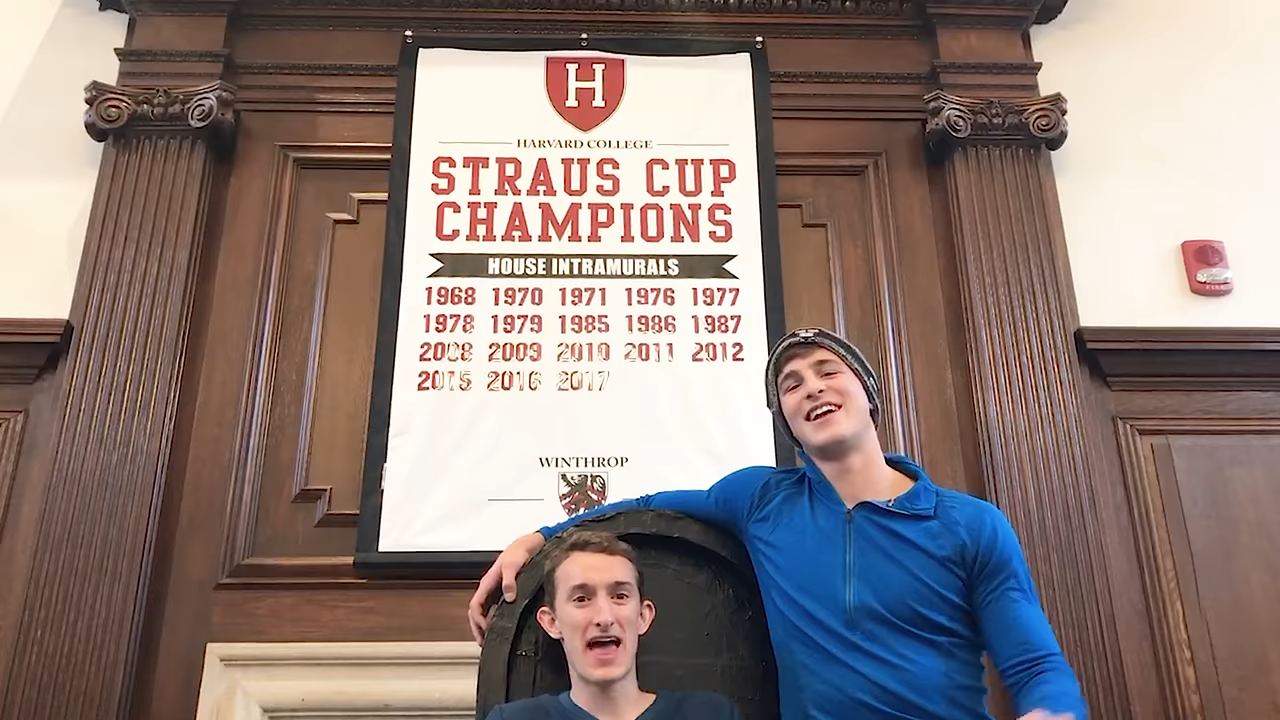 H
HARVARD COLLEGE
STRAUS CUP
CHAMPIONS
HOUSE INTRAMURALS
1968 1970 1971 1976 1977
1978 1979 1985 1986 1987
2008 2009 2010 2011 2012
2015 2016 2017
WINTHROP